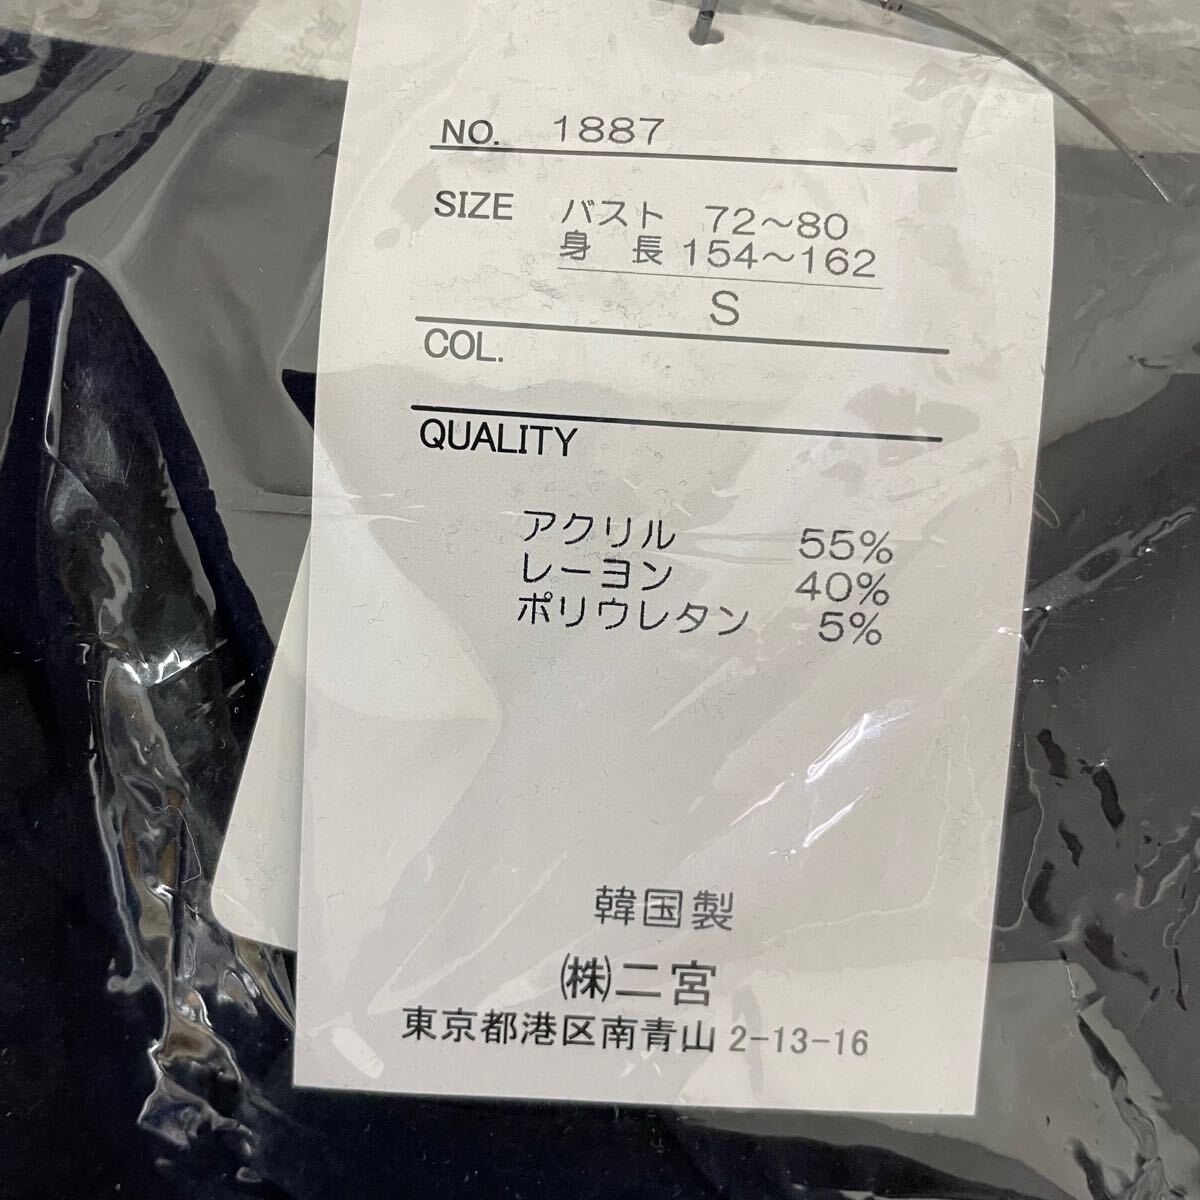 NO. 1887
SIZE バスト 72～80
身 長 154～162
S
COL.
QUALITY
アクリル 55%
レーヨン 40%
ポリウレタン 5%
韓国製
㈱二宮
東京都港区南青山 2-13-16